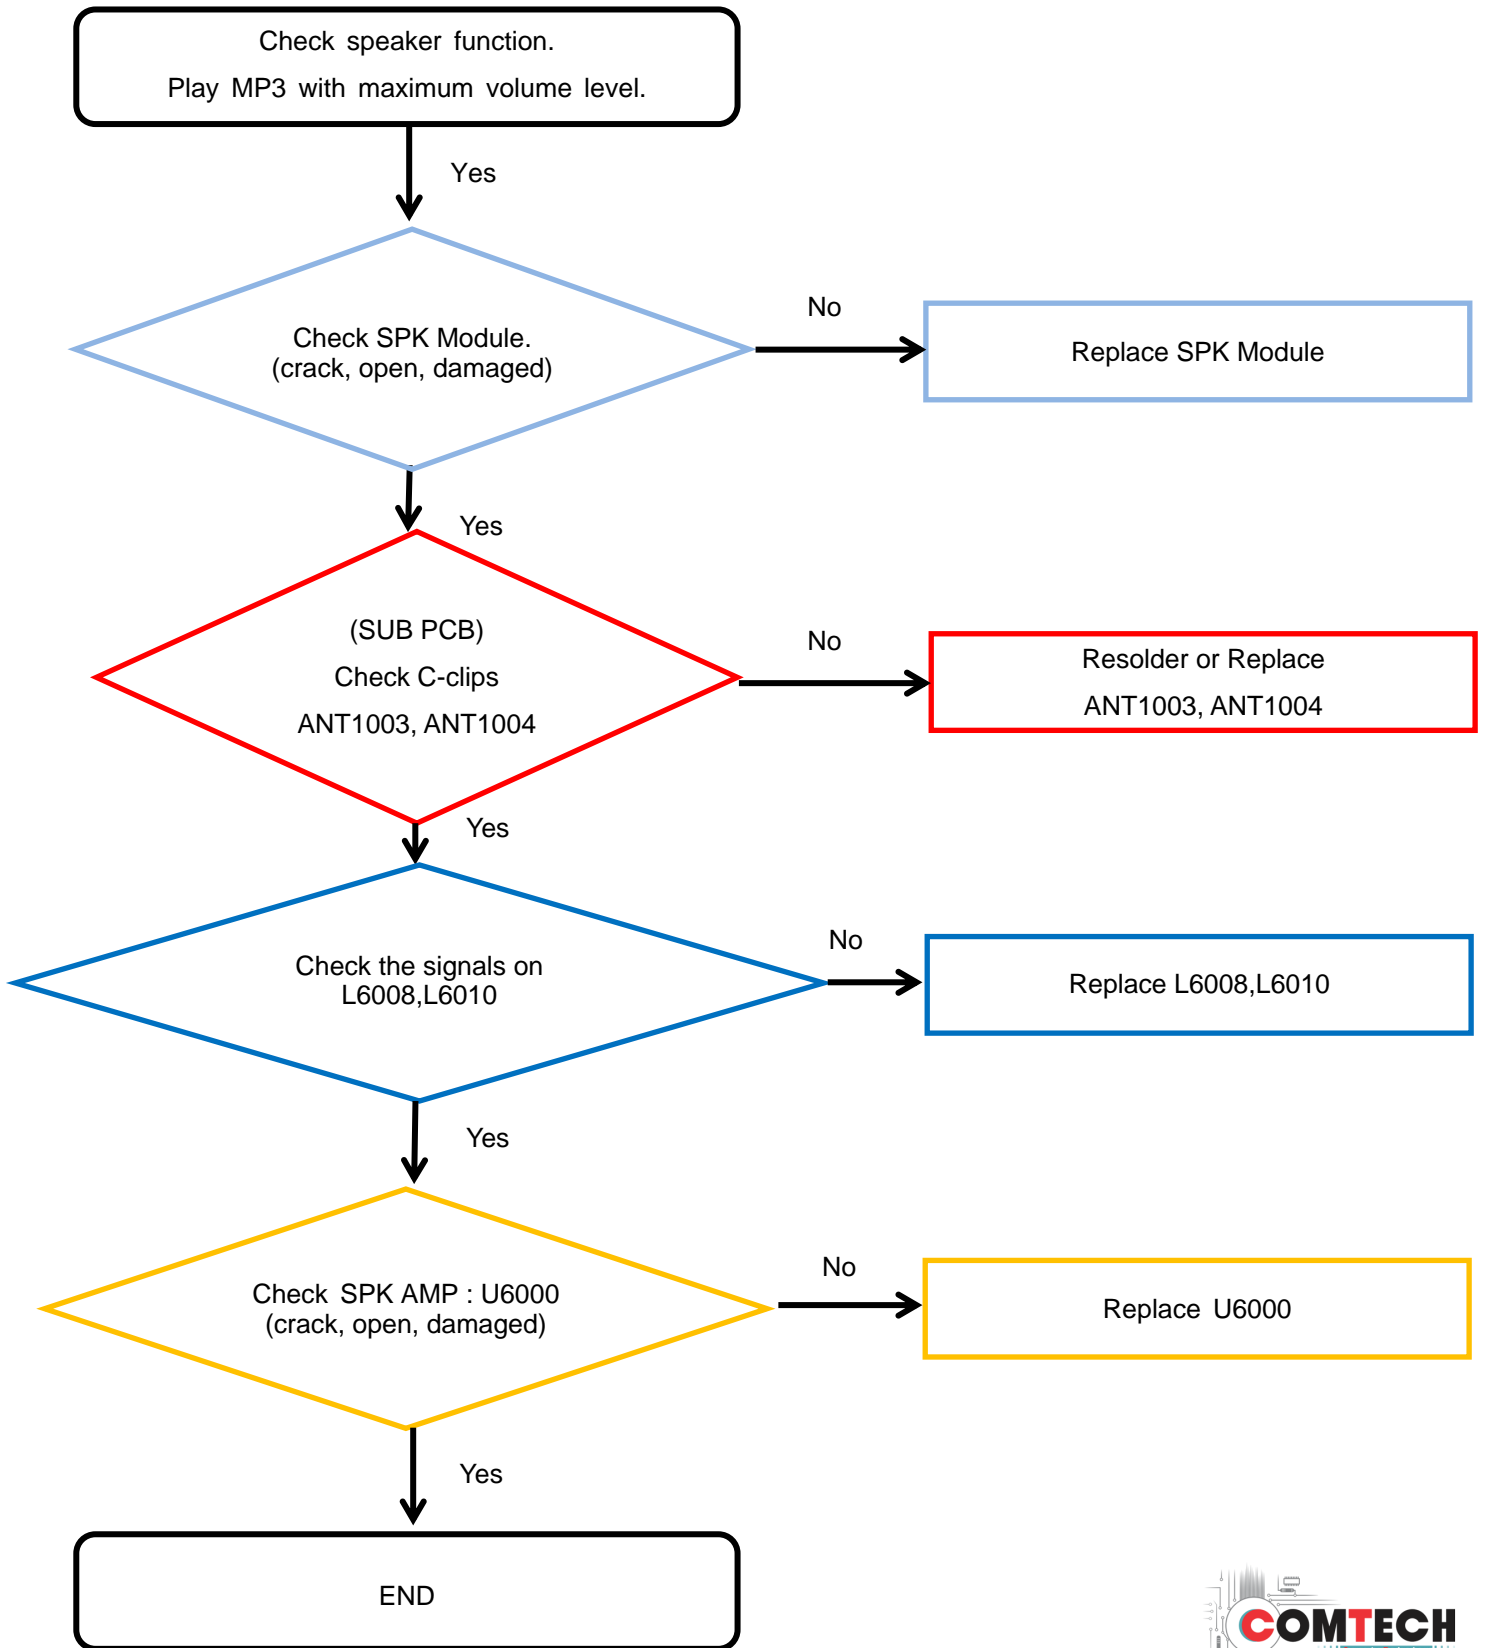 Check speaker function.
Play MP3 with maximum volume level.
Yes
Check SPK Module.
(crack, open, damaged)
No
Replace SPK Module
Yes
(SUB PCB)
Check C-clips
ANT1003, ANT1004
No
Resolder or Replace
ANT1003, ANT1004
Yes
Check the signals on
L6008,L6010
No
Replace L6008,L6010
Yes
Check SPK AMP : U6000
(crack, open, damaged)
No
Replace U6000
Yes
END
COMTECH